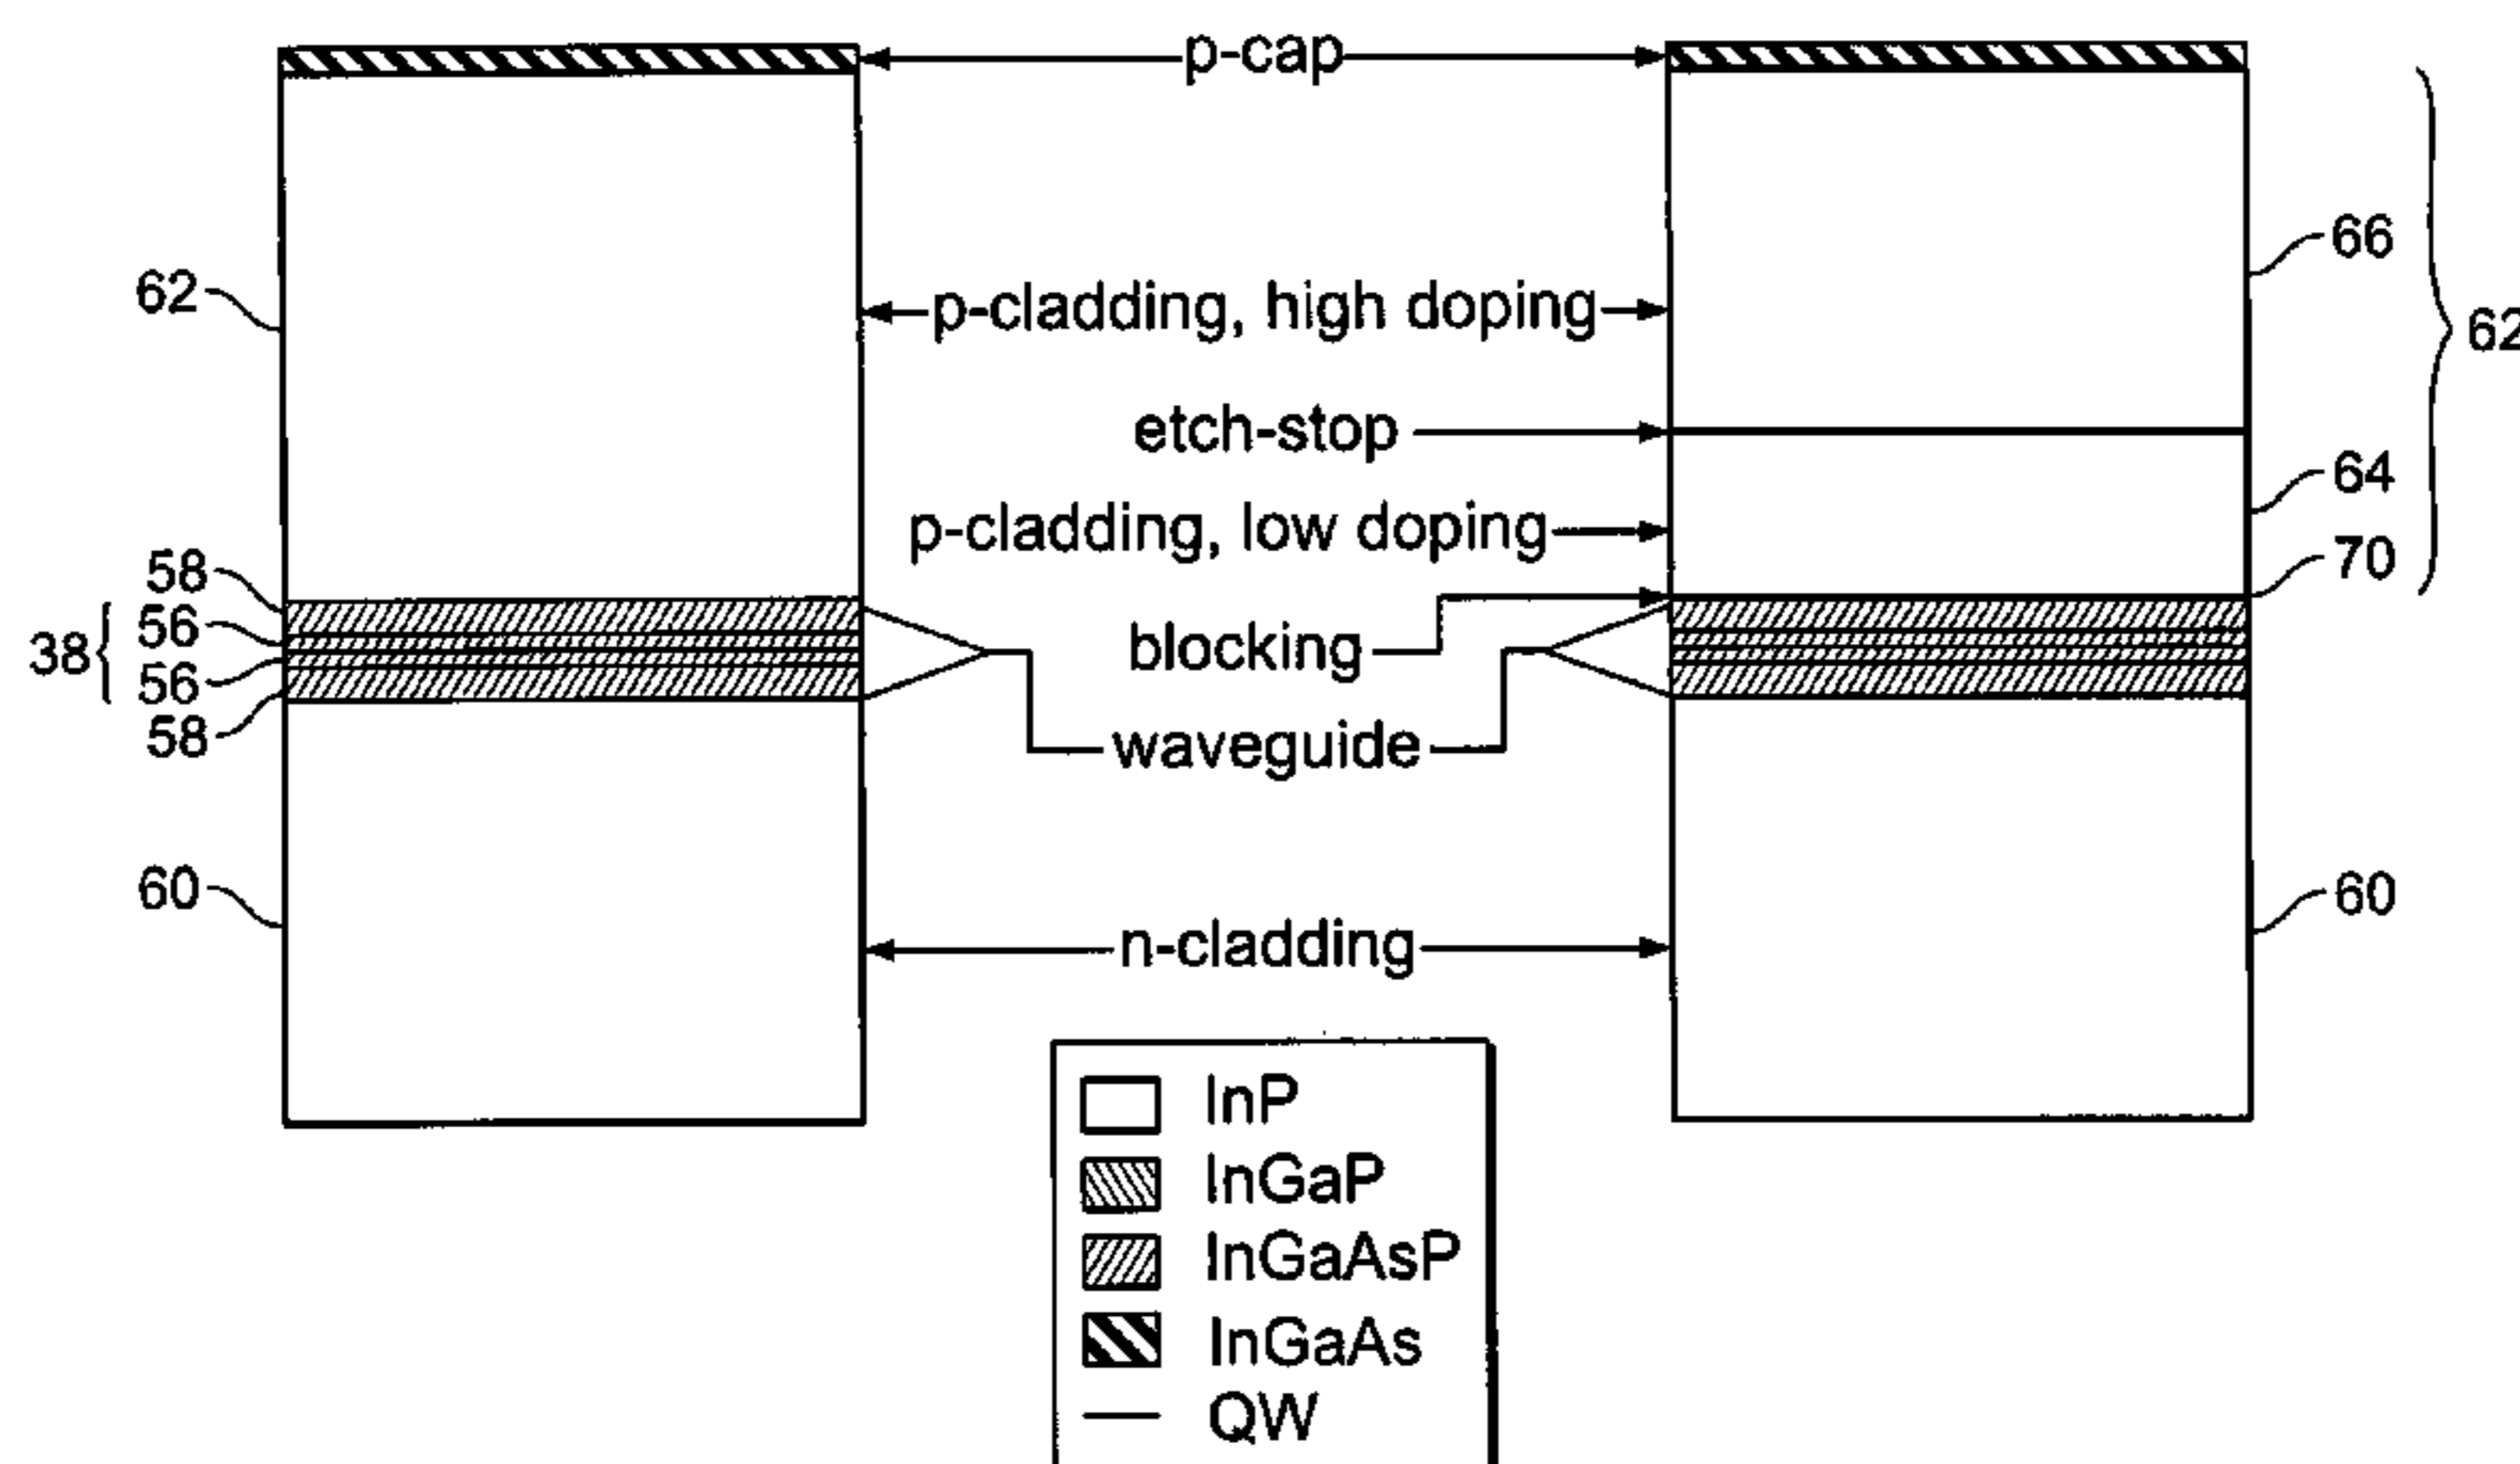 p-cap
66
62
62
p-cladding, high doping
etch-stop
64
p-cladding, low doping
70
58
56
38
blocking
56
58
waveguide
60
60
n-cladding
InP
InGaP
InGaAsP
InGaAs
QW